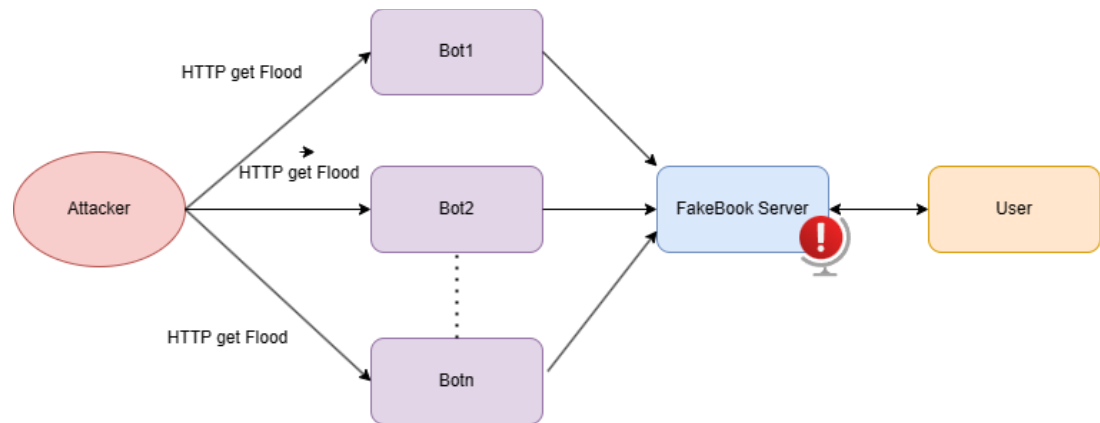 Bot1
HTTP get Flood
HTTP get Flood
Attacker
Bot2
FakeBook Server
User
HTTP get Flood
Botn